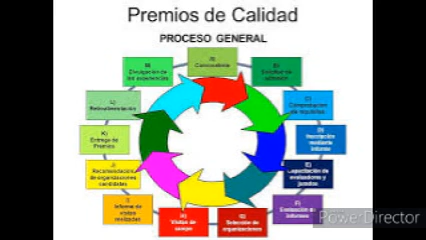 Premios de Calidad
PROCESO GENERAL
A)
Convocatoria
B)
Solicitud de
admisión
C)
Comprobación
de requisitos
D)
Inscripción
mediante
informe
E)
Capacitación de
evaluadores y
jurados
F)
Evaluación de
informes
G)
Selección de
organizaciones
H)
Visitas de
campo
I)
Informe de
visitas
realizadas
J)
Recomendación
de organizaciones
candidatas
K)
Entrega de
Premios
L)
Retroalimentación
M)
Divulgación de
las experiencias
PowerDirector